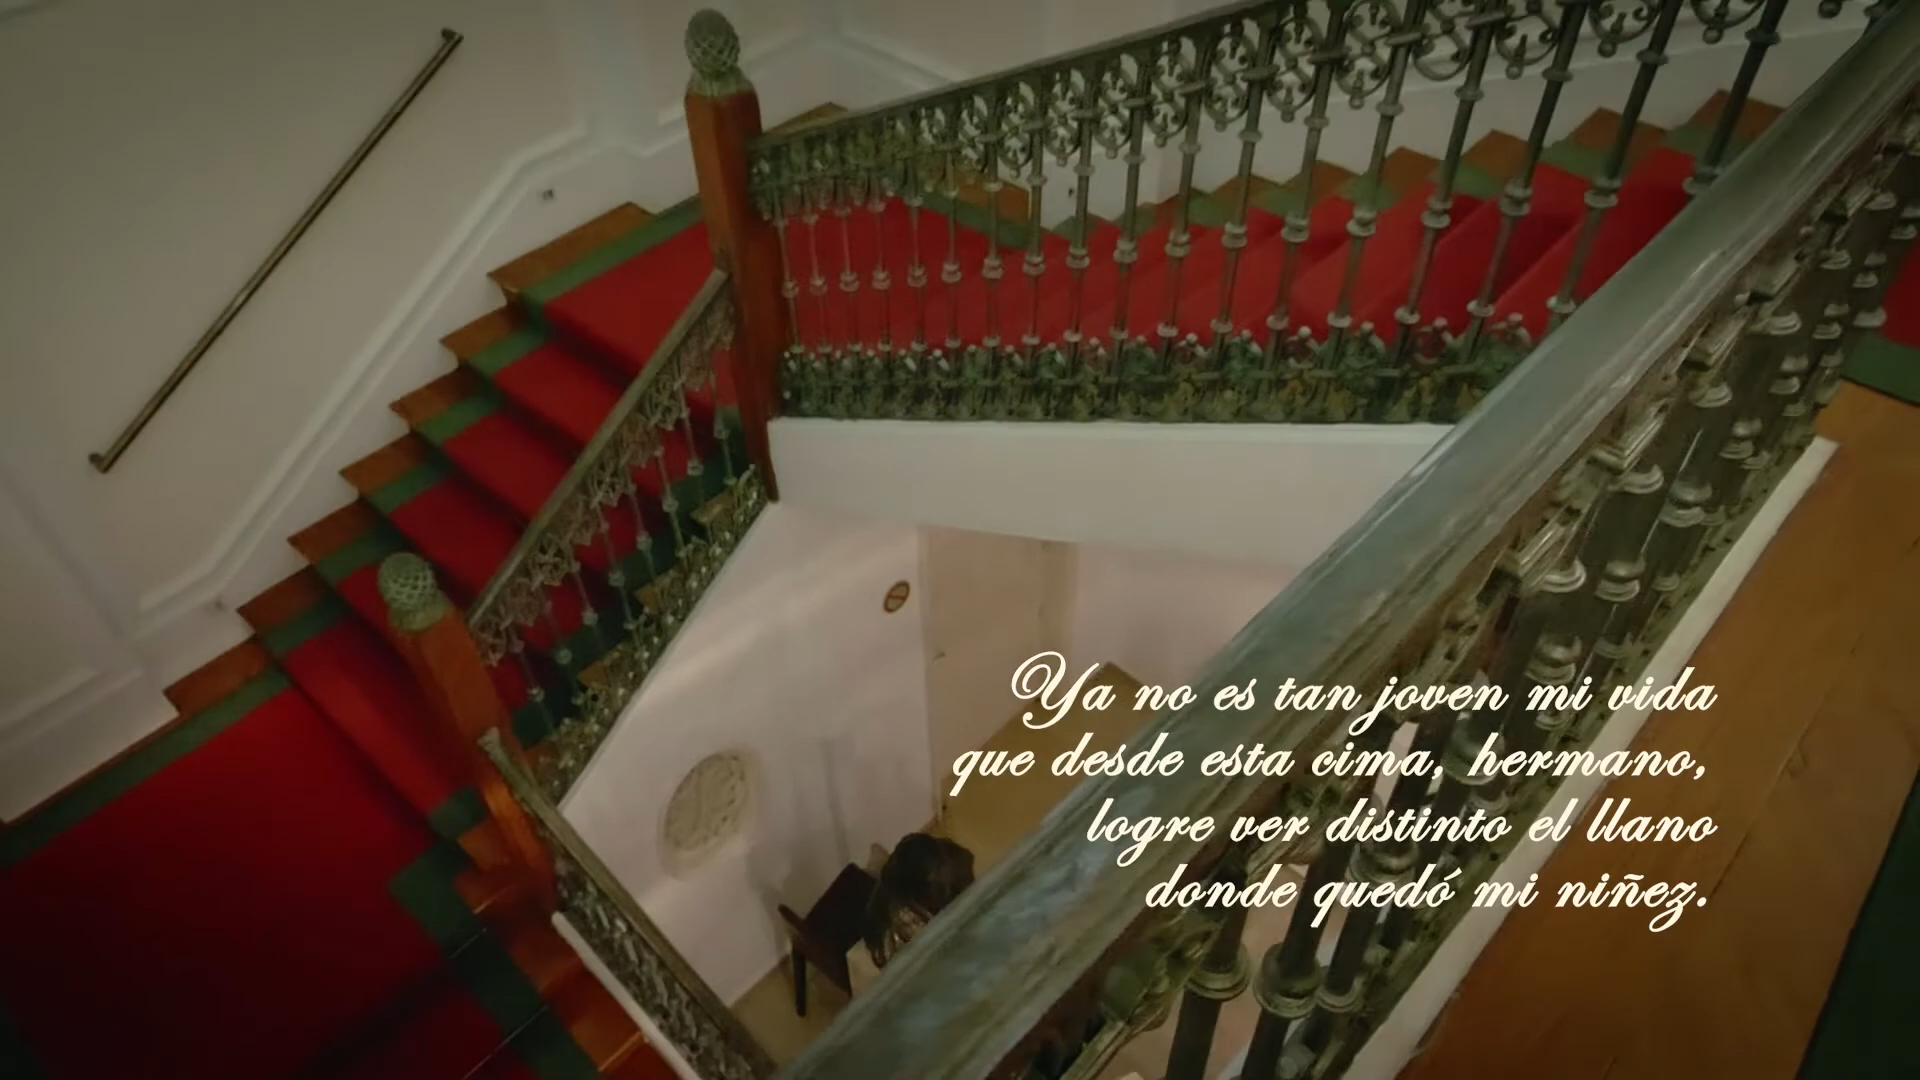 Ya no es tan joven mi vida
que desde esta cima, hermano,
logre ver distinto el llano
donde quedó mi niñez.